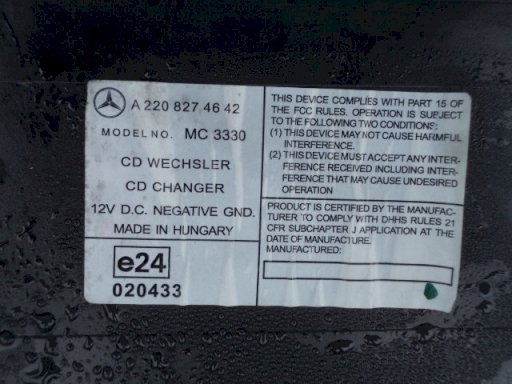 A 220 827 46 42
MODEL NO. MC 3330
CD WECHSLER
CD CHANGER
12V D.C. NEGATIVE GND.
MADE IN HUNGARY
e24
020433
THIS DEVICE COMPLIES WITH PART 15 OF
THE FCC RULES. OPERATION IS SUBJECT
TO THE FOLLOWING TWO CONDITIONS:
(1) THIS DEVICE MAY NOT CAUSE HARMFUL
INTERFERENCE.
(2) THIS DEVICE MUST ACCEPT ANY INTER-
FERENCE RECEIVED INCLUDING INTER-
FERENCE THAT MAY CAUSE UNDESIRED
OPERATION
PRODUCT IS CERTIFIED BY THE MANUFAC-
TURER TO COMPLY WITH DHHS RULES 21
CFR SUBCHAPTER J APPLICATION AT THE
DATE OF MANUFACTURE.
MANUFACTURED: